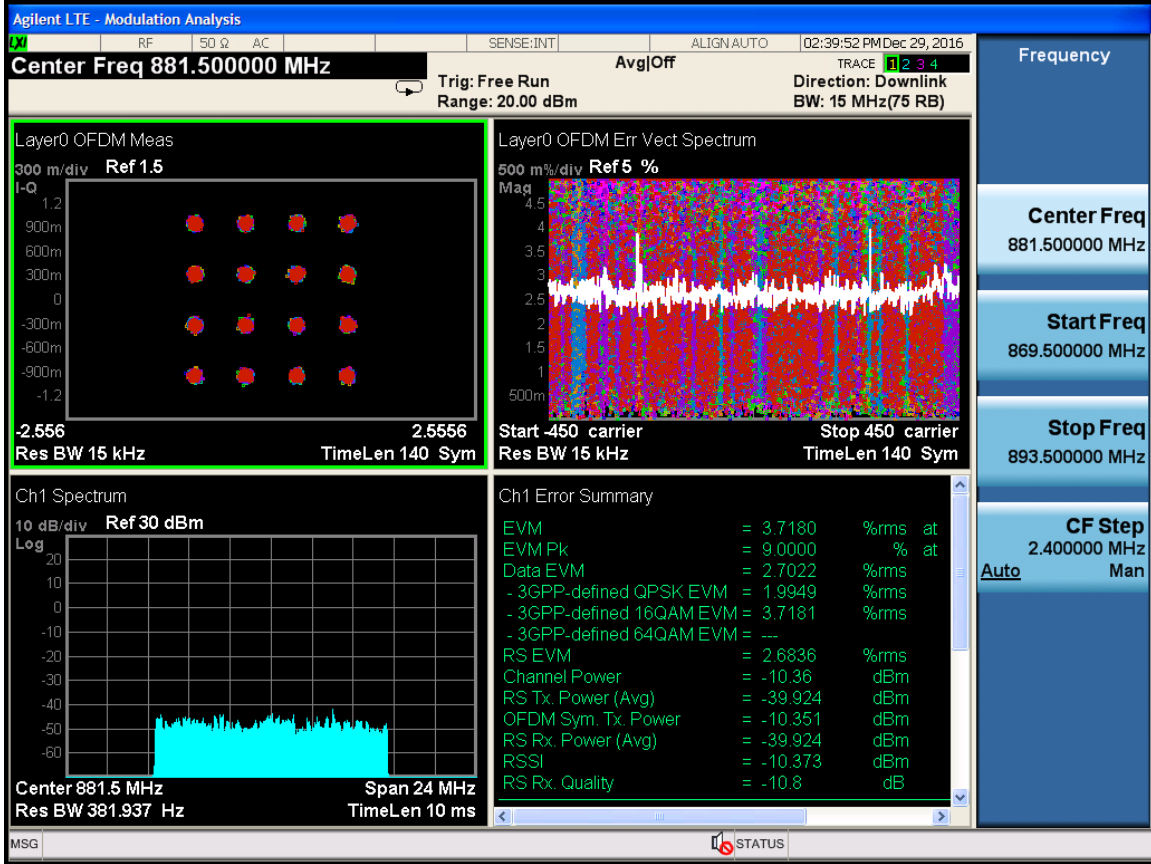 Agilent LTE - Modulation Analysis
LXI RF 50 Ω AC SENSE:INT ALIGN AUTO 02:39:52 PM Dec 29, 2016
Center Freq 881.500000 MHz
Avg|Off
TRACE 1 2 3 4
Trig: Free Run
Direction: Downlink
Range: 20.00 dBm
BW: 15 MHz(75 RB)
Layer0 OFDM Meas
300 m/div Ref 1.5
I-Q
1.2
900m
600m
300m
0
-300m
-600m
-900m
-1.2
-2.556 2.5556
Res BW 15 kHz TimeLen 140 Sym
Layer0 OFDM Err Vect Spectrum
500 m%/div Ref 5 %
Mag
4.5
4
3.5
3
2.5
2
1.5
1
500m
Start -450 carrier Stop 450 carrier
Res BW 15 kHz TimeLen 140 Sym
Ch1 Spectrum
10 dB/div Ref 30 dBm
Log
20
10
0
-10
-20
-30
-40
-50
-60
Center 881.5 MHz Span 24 MHz
Res BW 381.937 Hz TimeLen 10 ms
Ch1 Error Summary
EVM = 3.7180 %rms at
EVM Pk = 9.0000 % at
Data EVM = 2.7022 %rms
- 3GPP-defined QPSK EVM = 1.9949 %rms
- 3GPP-defined 16QAM EVM = 3.7181 %rms
- 3GPP-defined 64QAM EVM = ---
RS EVM = 2.6836 %rms
Channel Power = -10.36 dBm
RS Tx. Power (Avg) = -39.924 dBm
OFDM Sym. Tx. Power = -10.351 dBm
RS Rx. Power (Avg) = -39.924 dBm
RSSI = -10.373 dBm
RS Rx. Quality = -10.8 dB
Frequency
Center Freq
881.500000 MHz
Start Freq
869.500000 MHz
Stop Freq
893.500000 MHz
CF Step
2.400000 MHz
Auto Man
MSG STATUS